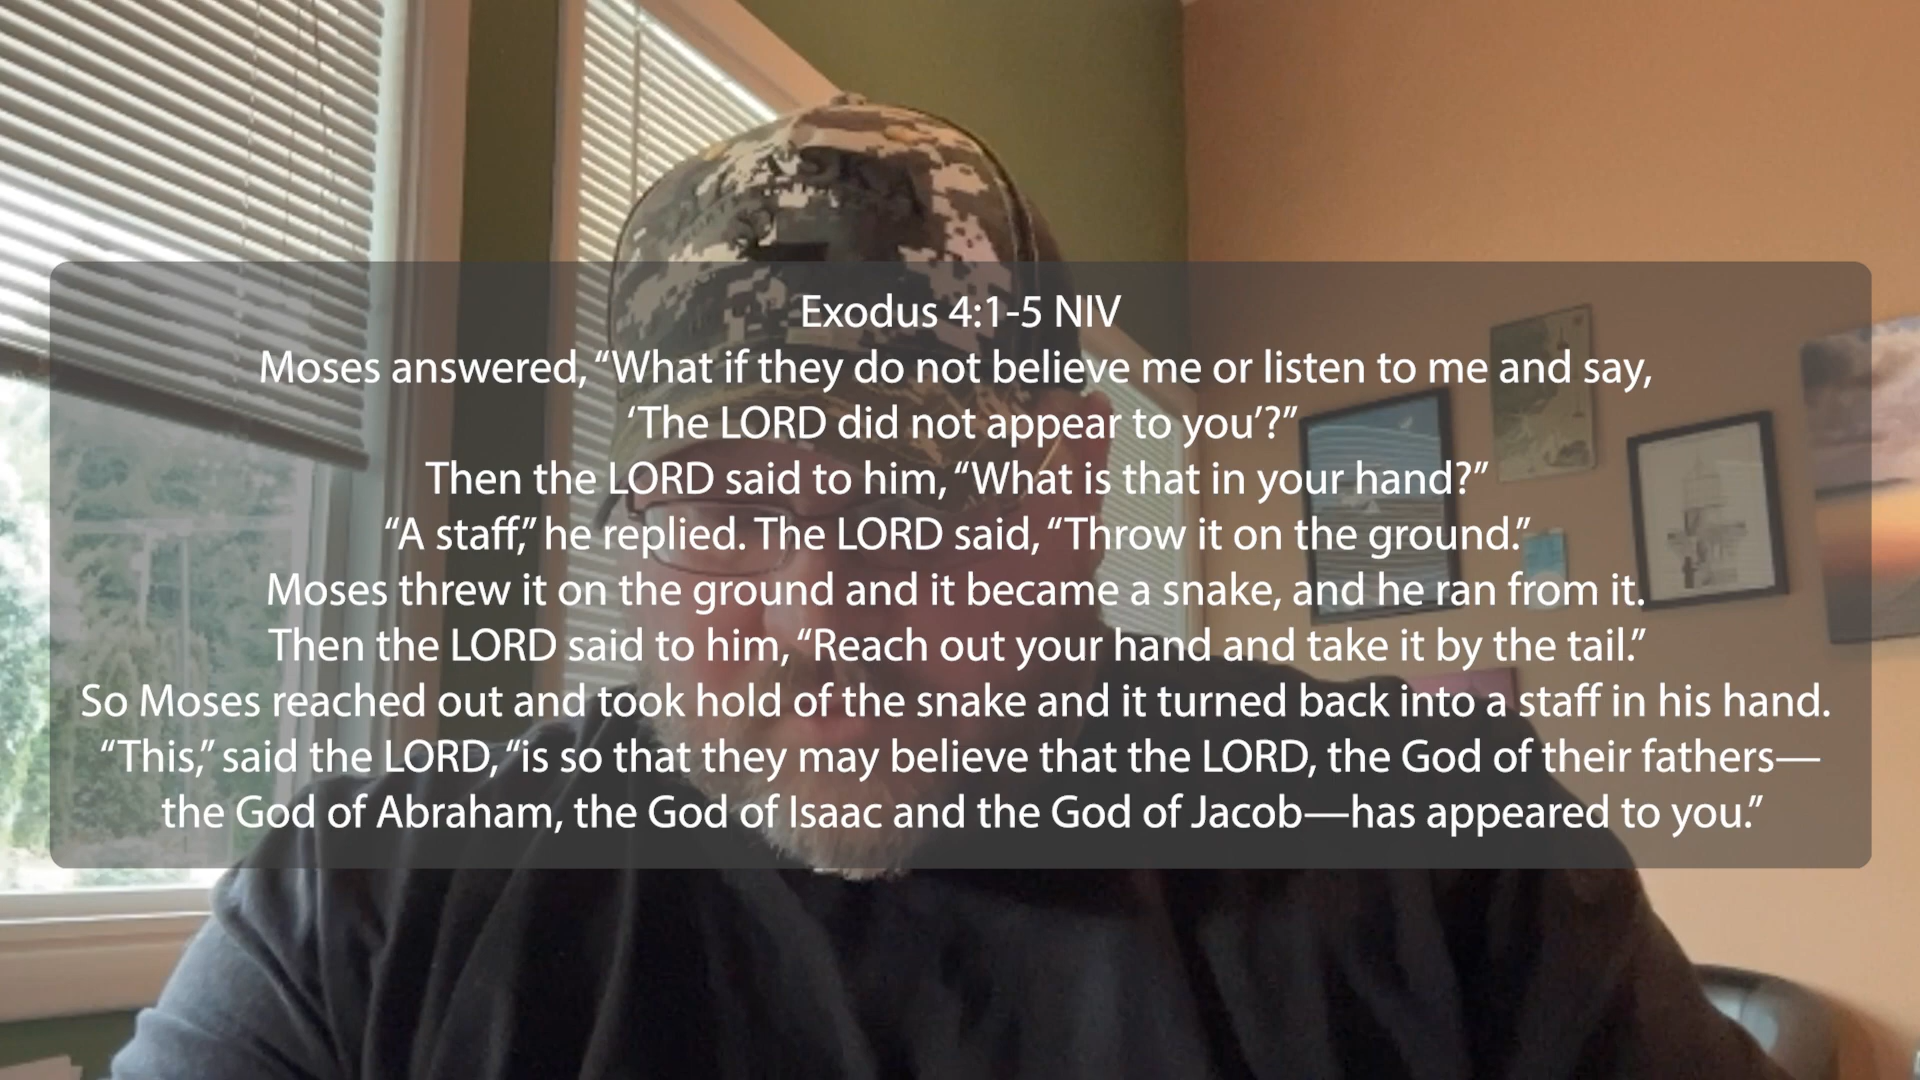 ASKA
Exodus 4:1-5 NIV
Moses answered, “What if they do not believe me or listen to me and say,
‘The LORD did not appear to you’?”
Then the LORD said to him, “What is that in your hand?”
“A staff,” he replied. The LORD said, “Throw it on the ground.”
Moses threw it on the ground and it became a snake, and he ran from it.
Then the LORD said to him, “Reach out your hand and take it by the tail.”
So Moses reached out and took hold of the snake and it turned back into a staff in his hand.
“This,” said the LORD, “is so that they may believe that the LORD, the God of their fathers—
the God of Abraham, the God of Isaac and the God of Jacob—has appeared to you.”